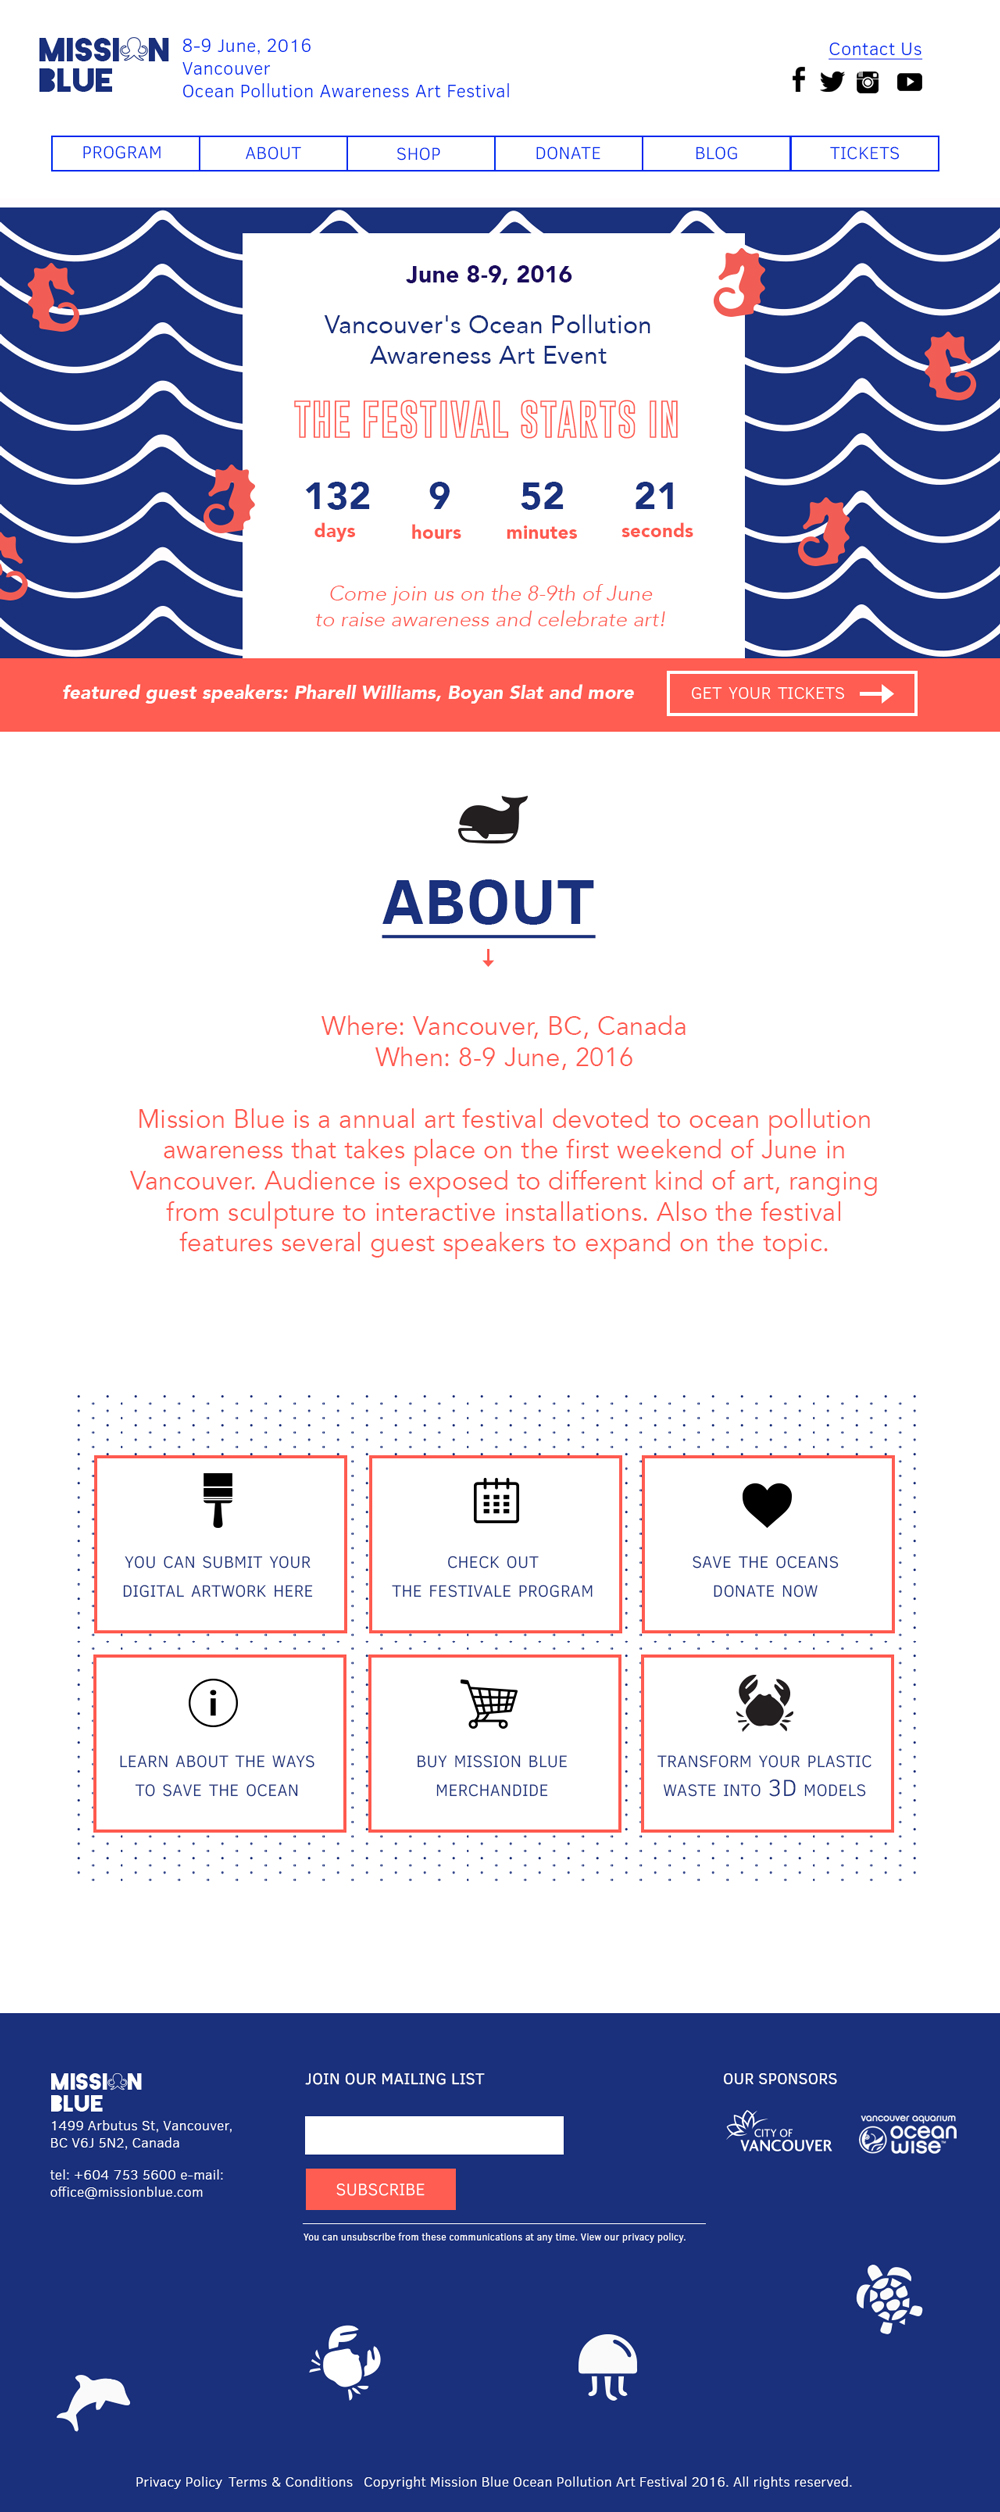 MISSION
BLUE
8-9 June, 2016
Vancouver
Ocean Pollution Awareness Art Festival
Contact Us
PROGRAM
ABOUT
SHOP
DONATE
BLOG
TICKETS
June 8-9, 2016
Vancouver's Ocean Pollution
Awareness Art Event
THE FESTIVAL STARTS IN
132 9 52 21
days hours minutes seconds
Come join us on the 8-9th of June
to raise awareness and celebrate art!
featured guest speakers: Pharell Williams, Boyan Slat and more
GET YOUR TICKETS
ABOUT
Where: Vancouver, BC, Canada
When: 8-9 June, 2016
Mission Blue is a annual art festival devoted to ocean pollution
awareness that takes place on the first weekend of June in
Vancouver. Audience is exposed to different kind of art, ranging
from sculpture to interactive installations. Also the festival
features several guest speakers to expand on the topic.
YOU CAN SUBMIT YOUR
DIGITAL ARTWORK HERE
CHECK OUT
THE FESTIVALE PROGRAM
SAVE THE OCEANS
DONATE NOW
LEARN ABOUT THE WAYS
TO SAVE THE OCEAN
BUY MISSION BLUE
MERCHANDIDE
TRANSFORM YOUR PLASTIC
WASTE INTO 3D MODELS
MISSION
BLUE
1499 Arbutus St, Vancouver,
BC V6J 5N2, Canada
tel: +604 753 5600 e-mail:
office@missionblue.com
JOIN OUR MAILING LIST
SUBSCRIBE
You can unsubscribe from these communications at any time. View our privacy policy.
OUR SPONSORS
CITY OF
VANCOUVER
vancouver aquarium
ocean
wise™
Privacy Policy Terms & Conditions Copyright Mission Blue Ocean Pollution Art Festival 2016. All rights reserved.